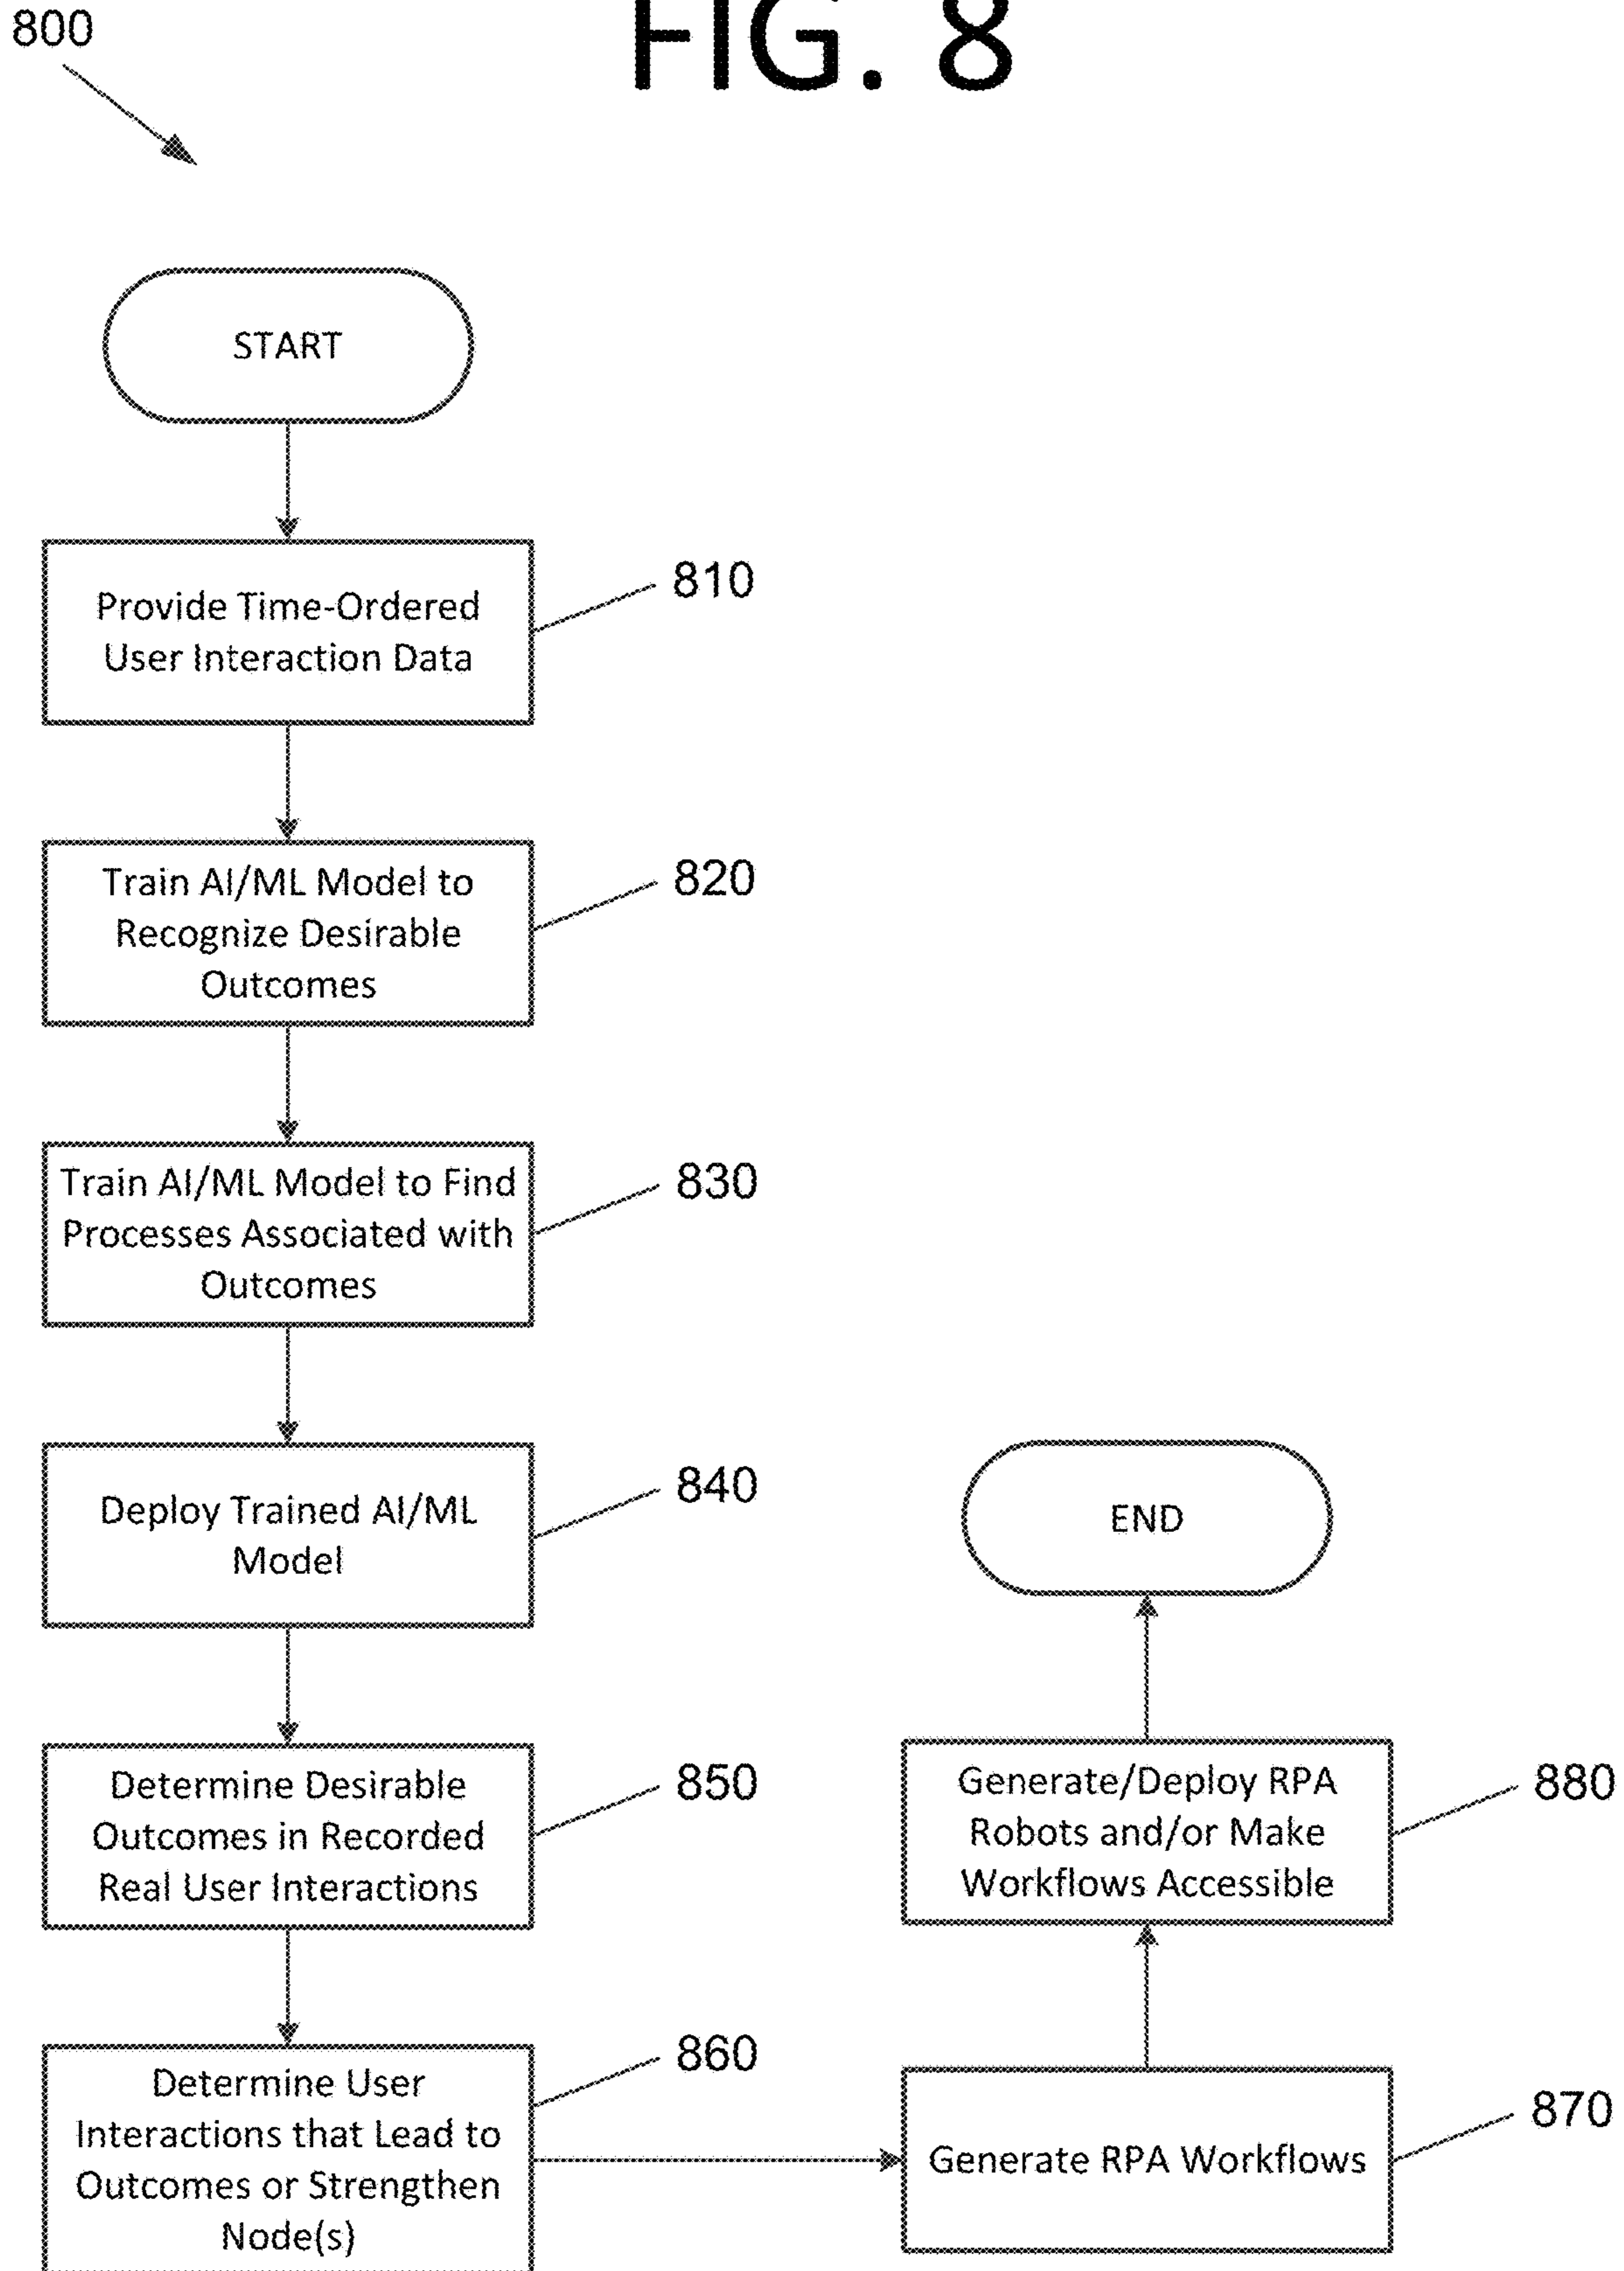 FIG. 8
800
START
Provide Time-Ordered
User Interaction Data
810
Train AI/ML Model to
Recognize Desirable
Outcomes
820
Train AI/ML Model to Find
Processes Associated with
Outcomes
830
Deploy Trained AI/ML
Model
840
Determine Desirable
Outcomes in Recorded
Real User Interactions
850
Determine User
Interactions that Lead to
Outcomes or Strengthen
Node(s)
860
Generate RPA Workflows
870
Generate/Deploy RPA
Robots and/or Make
Workflows Accessible
880
END